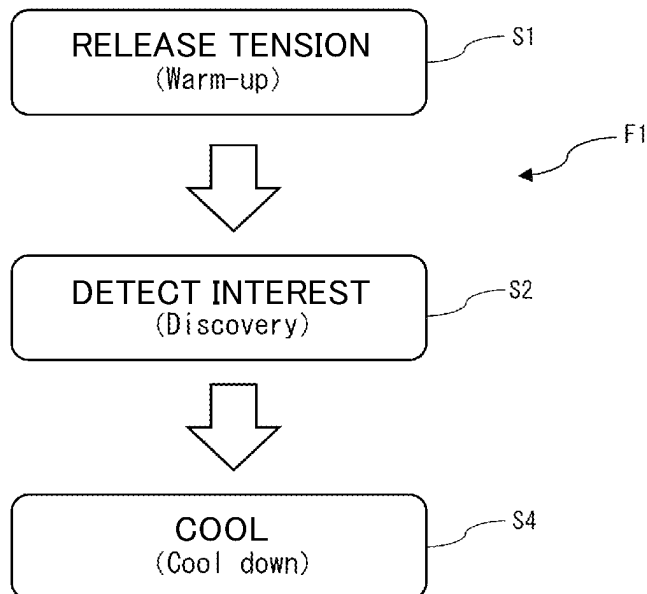 RELEASE TENSION
(Warm-up)
S1
F1
DETECT INTEREST
(Discovery)
S2
COOL
(Cool down)
S4